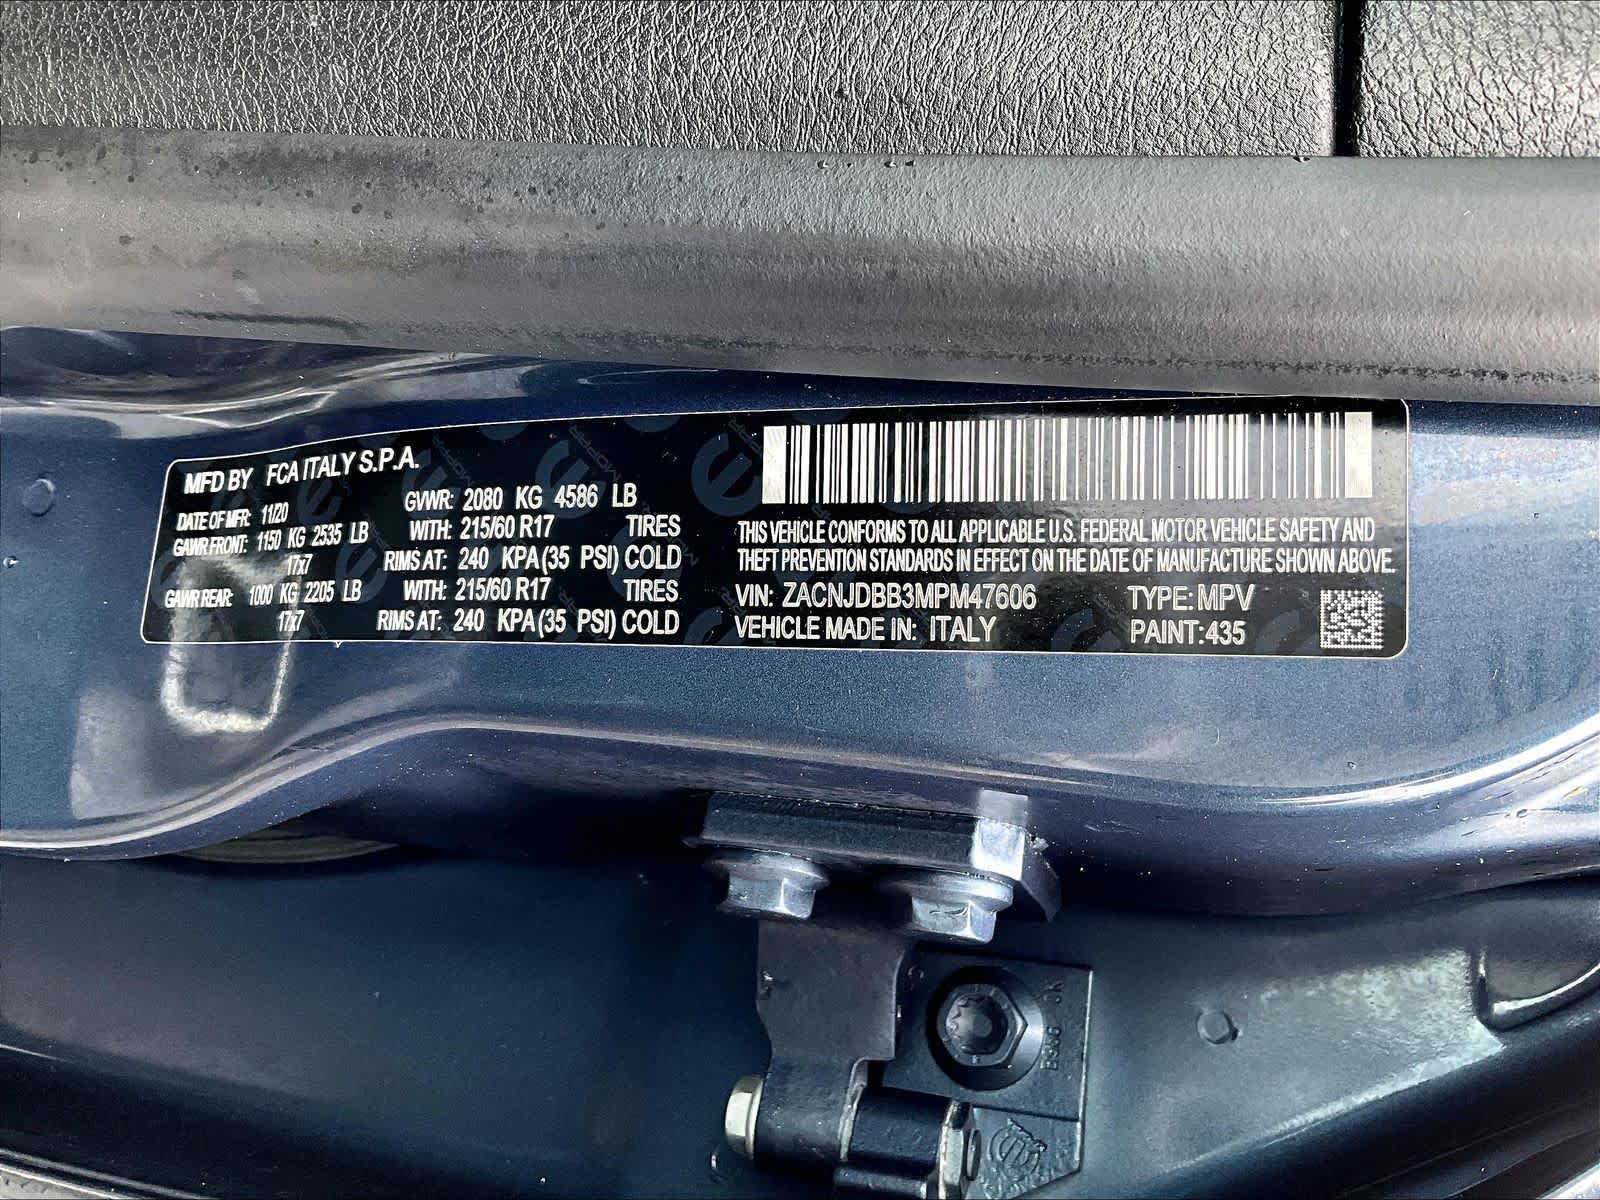 MFD BY FCA ITALY S.P.A.
DATE OF MFR: 11/20 GVWR: 2080 KG 4586 LB
GAWR FRONT: 1150 KG 2535 LB WITH: 215/60 R17 TIRES
17x7 RIMS AT: 240 KPA(35 PSI) COLD
GAWR REAR: 1000 KG 2205 LB WITH: 215/60 R17 TIRES
17x7 RIMS AT: 240 KPA(35 PSI) COLD
THIS VEHICLE CONFORMS TO ALL APPLICABLE U.S. FEDERAL MOTOR VEHICLE SAFETY AND
THEFT PREVENTION STANDARDS IN EFFECT ON THE DATE OF MANUFACTURE SHOWN ABOVE.
VIN: ZACNJDBB3MPM47606 TYPE: MPV
VEHICLE MADE IN: ITALY PAINT:435